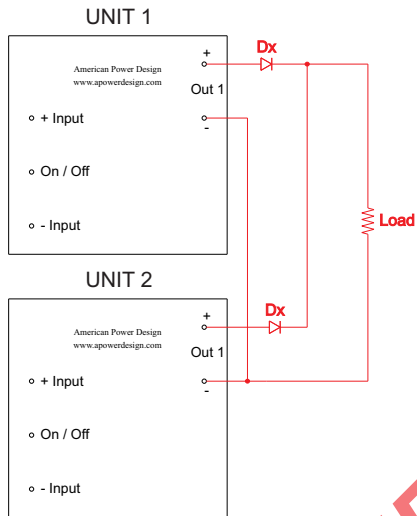 UNIT 1
American Power Design
www.apowerdesign.com
+
Out 1
-
+ Input
On / Off
- Input
Dx
Load
UNIT 2
American Power Design
www.apowerdesign.com
+
Out 1
-
+ Input
On / Off
- Input
Dx